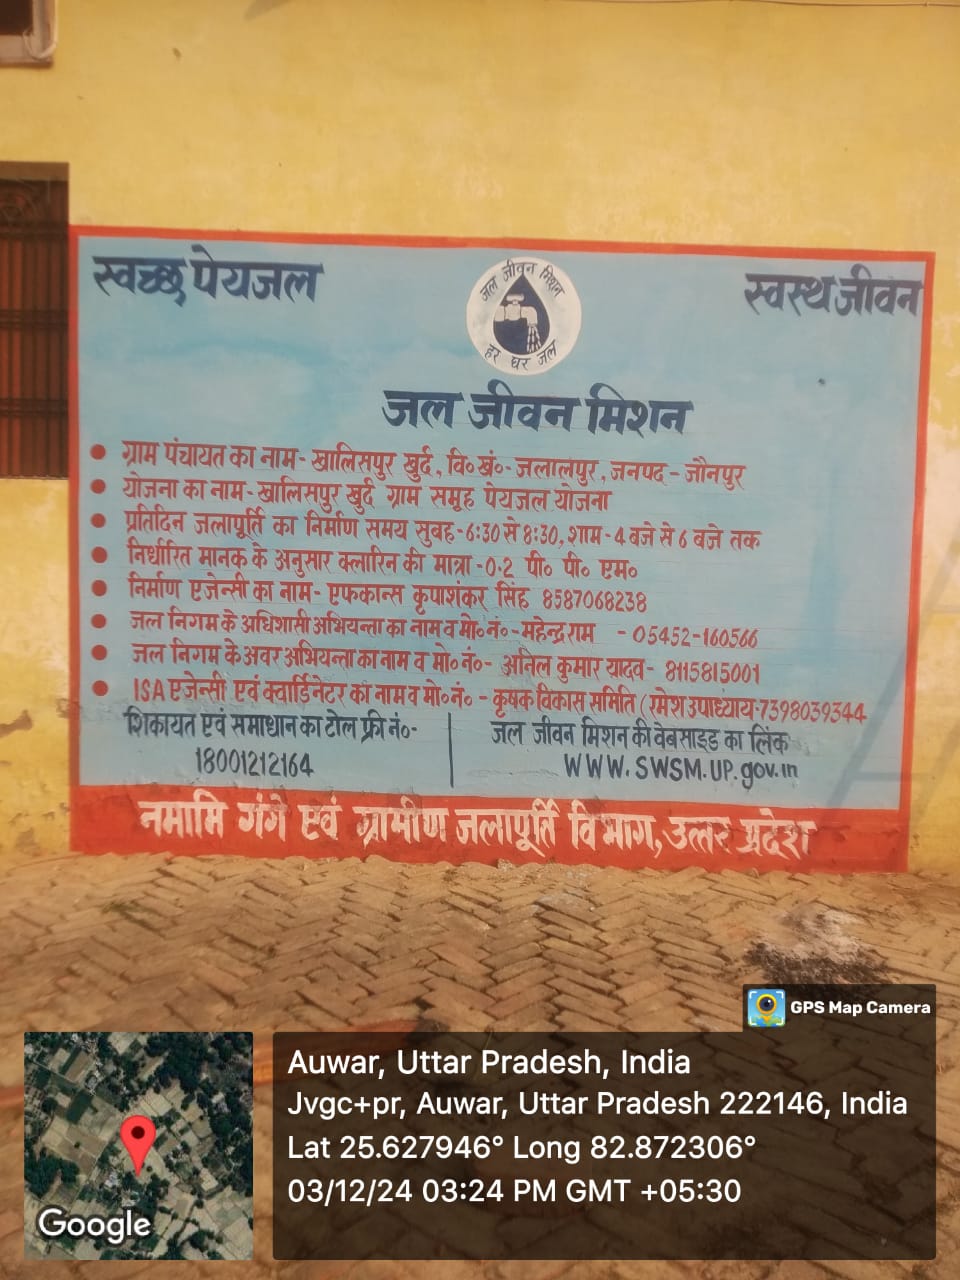 स्वच्छ पेयजल
जल जीवन मिशन
हर घर जल
स्वस्थ जीवन
जल जीवन मिशन
ग्राम पंचायत का नाम- खालिसपुर खुर्द, वि०खं०- जलालपुर, जनपद - जौनपुर
योजना का नाम- खालिसपुर खुर्द ग्राम समूह पेयजल योजना
प्रतिदिन जलापूर्ति का निर्माण समय सुबह-6:30 से 8:30, शाम-4 बजे से 6 बजे तक
निर्धारित मानक के अनुसार क्लारिन की मात्रा -0.2 पी० पी० एम०
निर्माण एजेन्सी का नाम- एफकान्स कृपाशंकर सिंह 8587068238
जल निगम के अधिशासी अभियन्ता का नाम व मो०नं०-महेन्द्र राम - 05452-160566
जल निगम के अवर अभियन्ता का नाम व मो० नं०- अनिल कुमार यादव- 8115815001
ISA एजेन्सी एवं क्वार्डिनेटर का नाम व मो०नं० - कृषक विकास समिति (रमेश उपाध्याय-7398039344
शिकायत एवं समाधान का टोल फ्री नं०-
18001212164
जल जीवन मिशन की वेबसाइड का लिंक
WWW.SWSM.UP.gov.in
नमामि गंगे एवं ग्रामीण जलापूर्ति विभाग, उत्तर प्रदेश
GPS Map Camera
Auwar, Uttar Pradesh, India
Jvgc+pr, Auwar, Uttar Pradesh 222146, India
Lat 25.627946° Long 82.872306°
03/12/24 03:24 PM GMT +05:30
Google